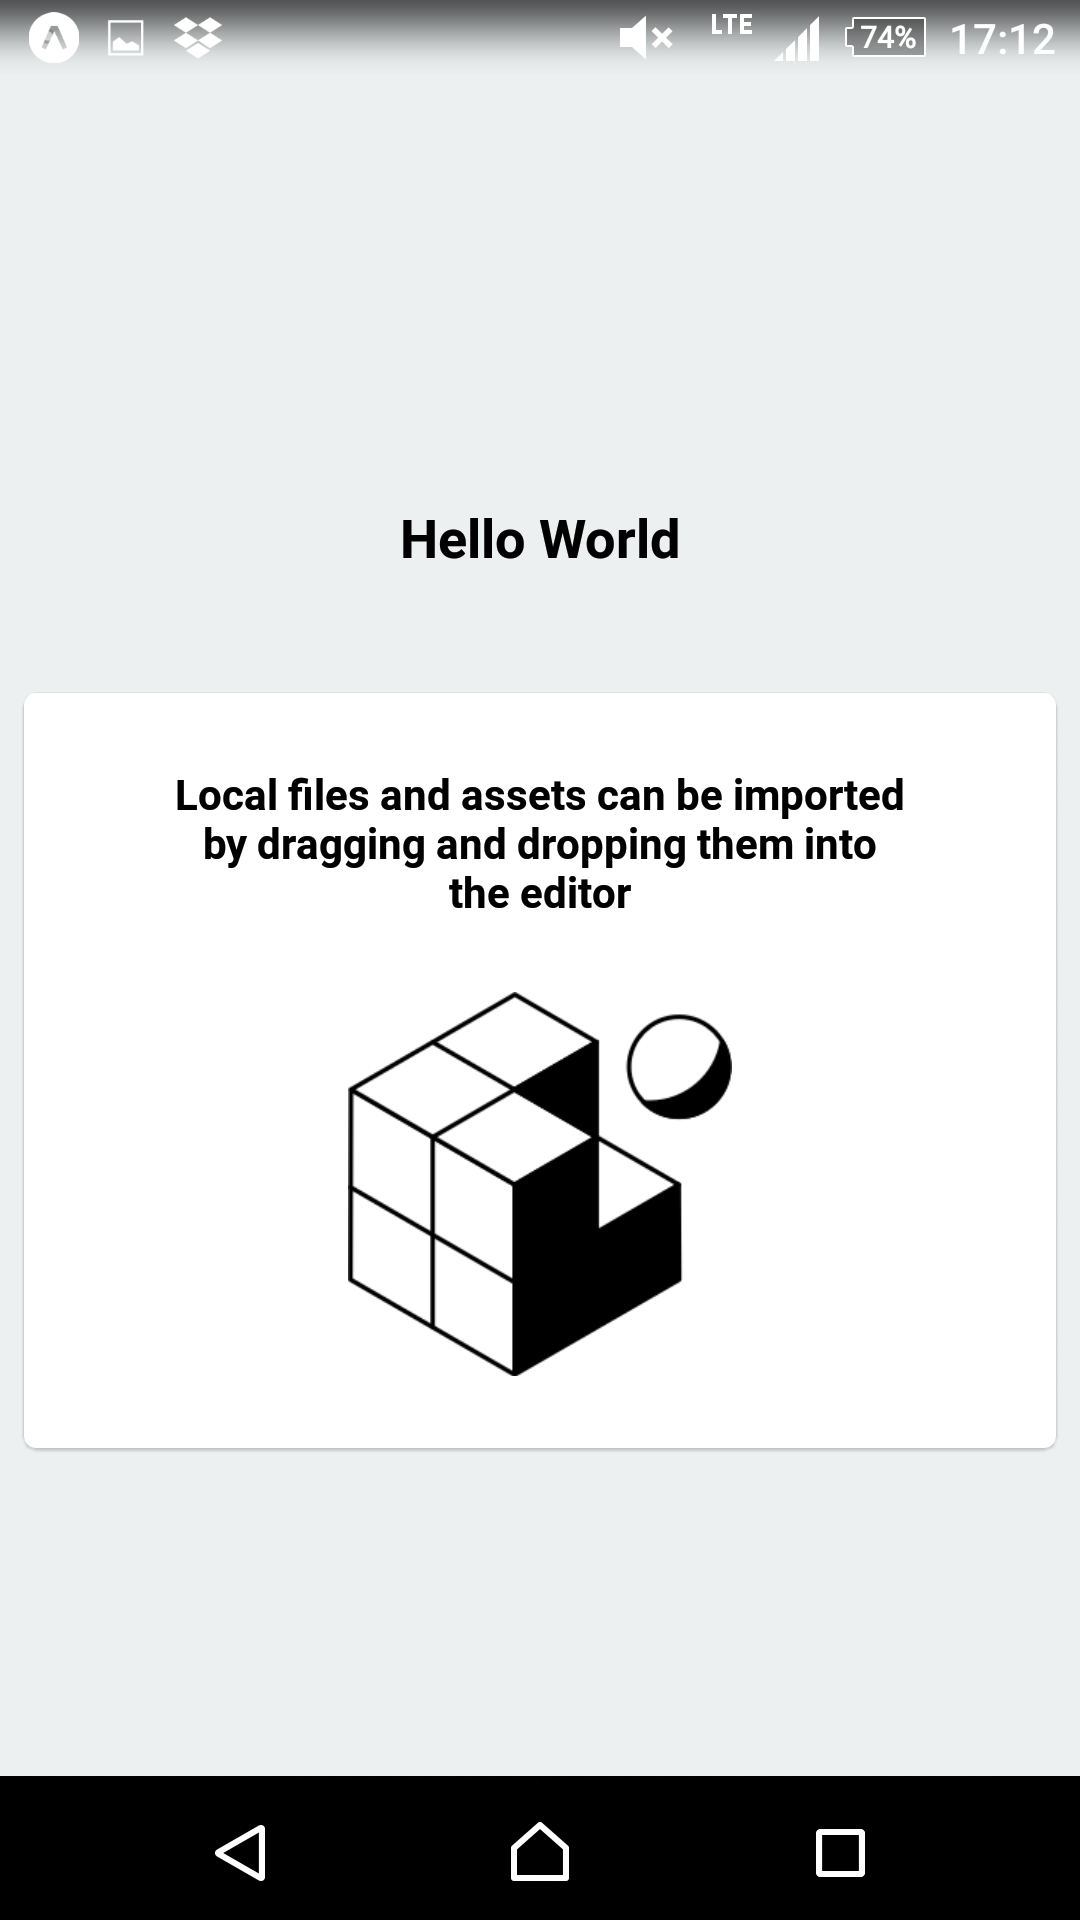 LTE 74% 17:12
Hello World
Local files and assets can be imported
by dragging and dropping them into
the editor